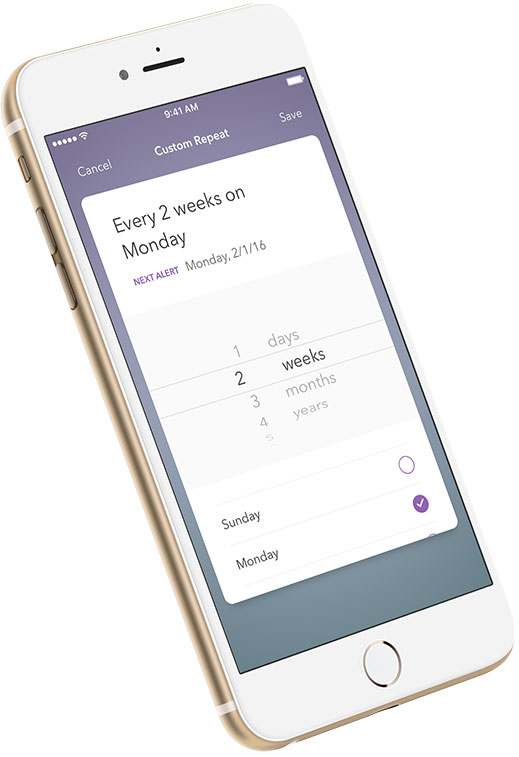 9:41 AM
Cancel
Custom Repeat
Save
Every 2 weeks on
Monday
NEXT ALERT Monday, 2/1/16
1 days
2 weeks
3 months
4 years
5
Sunday
Monday